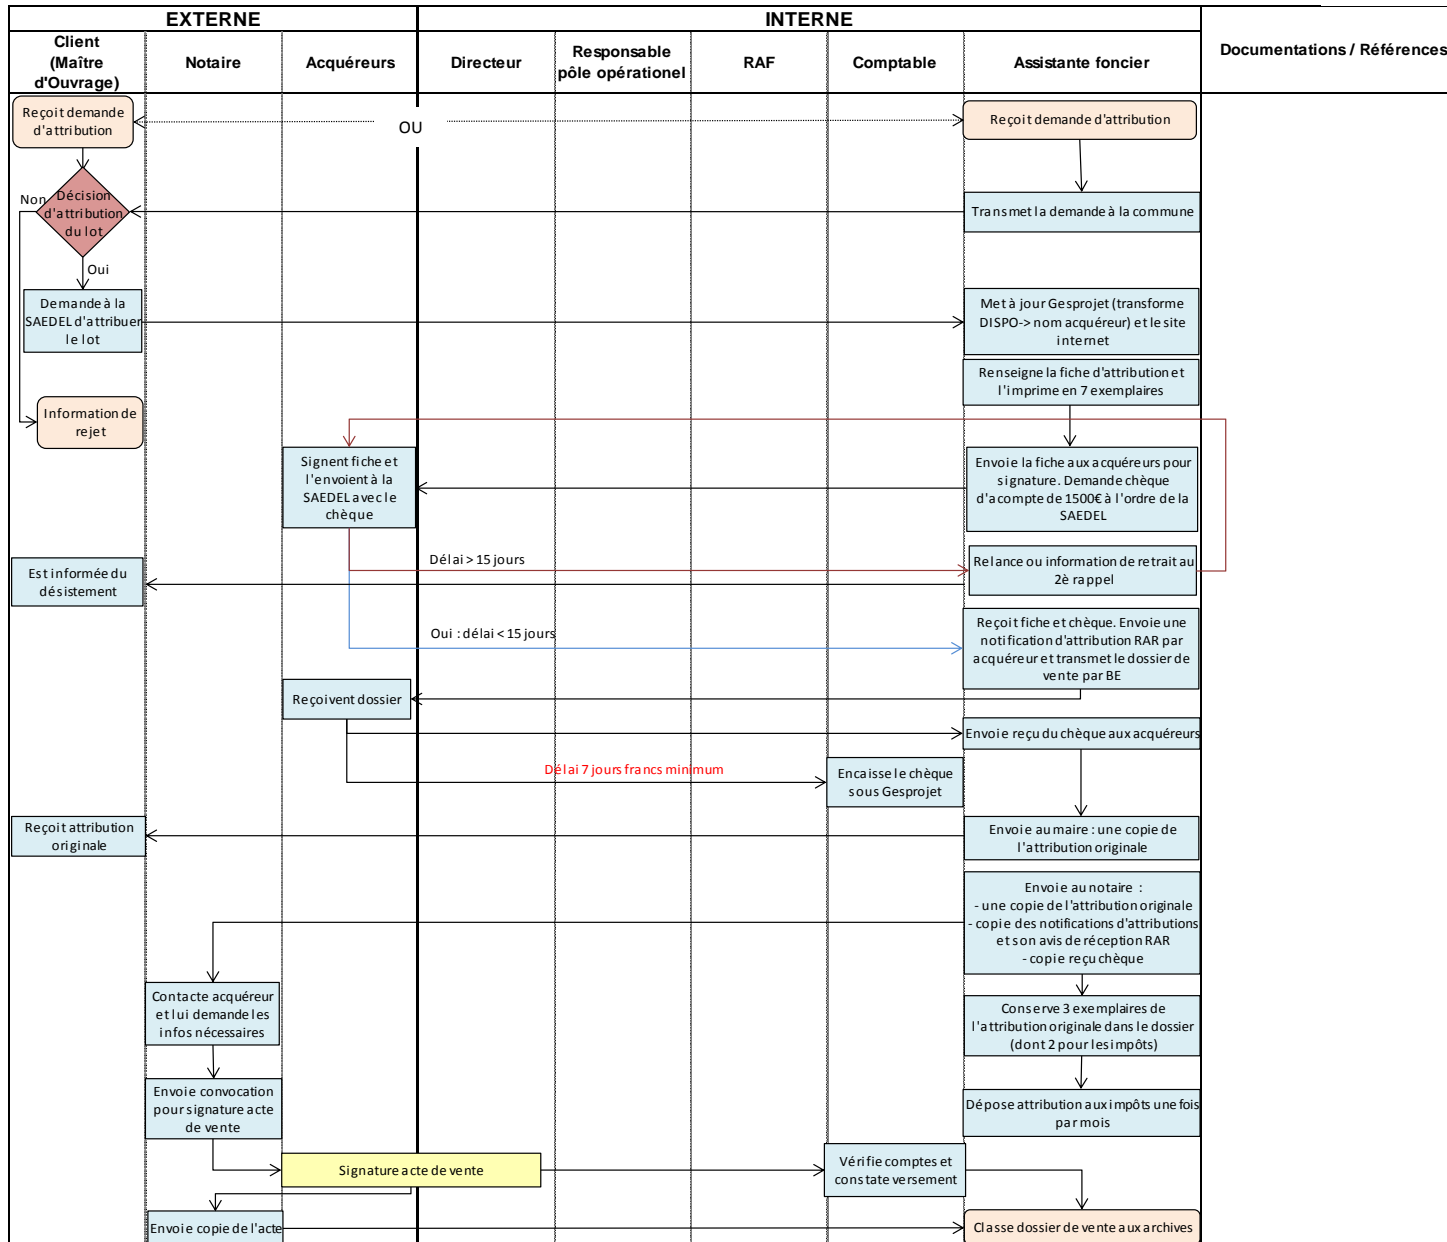 EXTERNE
INTERNE
Client
(Maître
d'Ouvrage)
Notaire
Acquéreurs
Directeur
Responsable
pôle opérationel
RAF
Comptable
Assistante foncier
Documentations / Références
Reçoit demande
d'attribution
OU
Reçoit demande d'attribution
Non
Décision
d'attribution
du lot
Transmet la demande à la commune
Oui
Demande à la
SAEDEL d'attribuer
le lot
Met à jour Gesprojet (transforme
DISPO-> nom acquéreur) et le site
internet
Renseigne la fiche d'attribution et
l'imprime en 7 exemplaires
Information de
rejet
Signent fiche et
l'envoient à la
SAEDEL avec le
chèque
Envoie la fiche aux acquéreurs pour
signature. Demande chèque
d'acompte de 1500€ à l'ordre de la
SAEDEL
Délai > 15 jours
Est informée du
désistement
Relance ou information de retrait au
2è rappel
Oui : délai < 15 jours
Reçoit fiche et chèque. Envoie une
notification d'attribution RAR par
acquéreur et transmet le dossier de
vente par BE
Reçoivent dossier
Envoie reçu du chèque aux acquéreurs
Délai 7 jours francs minimum
Encaisse le chèque
sous Gesprojet
Reçoit attribution
originale
Envoie au maire : une copie de
l'attribution originale
Envoie au notaire :
- une copie de l'attribution originale
- copie des notifications d'attributions
et son avis de réception RAR
- copie reçu chèque
Contacte acquéreur
et lui demande les
infos nécessaires
Conserve 3 exemplaires de
l'attribution originale dans le dossier
(dont 2 pour les impôts)
Envoie convocation
pour signature acte
de vente
Dépose attribution aux impôts une fois
par mois
Signature acte de vente
Vérifie comptes et
constate versement
Envoie copie de l'acte
Classe dossier de vente aux archives